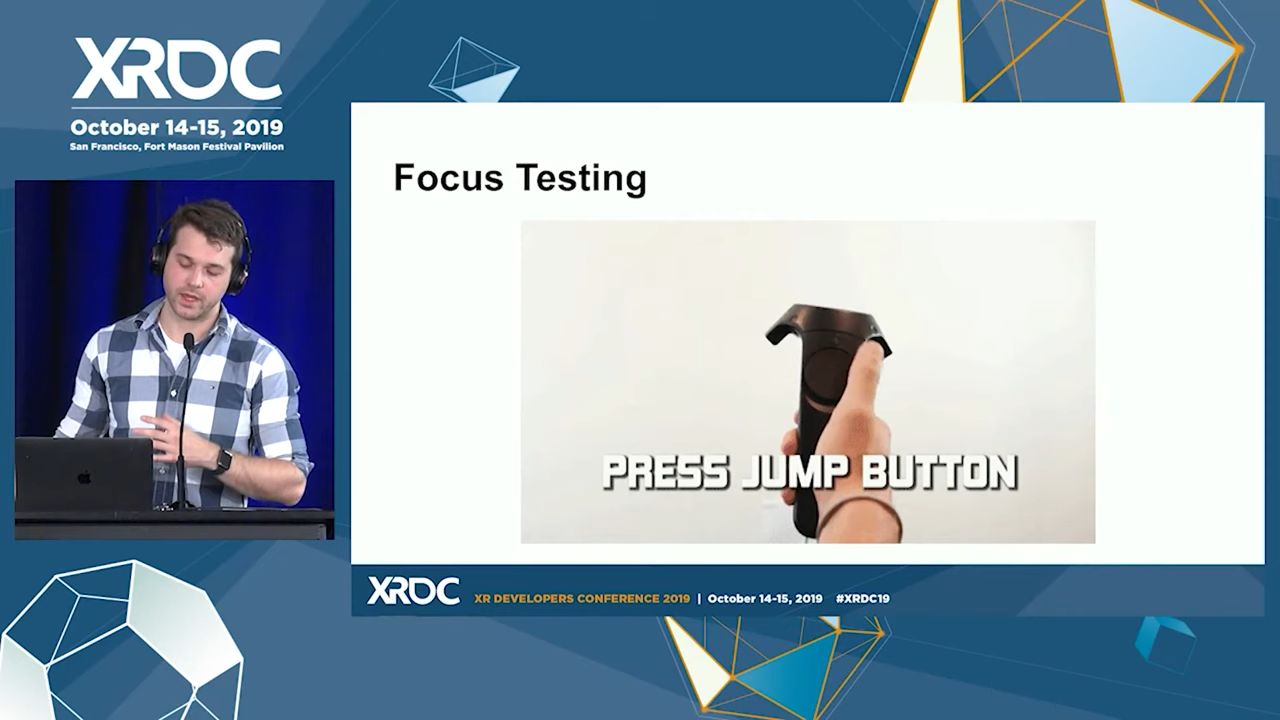 XRDC
October 14-15, 2019
San Francisco, Fort Mason Festival Pavilion
Focus Testing
PRESS JUMP BUTTON
XRDC
XR DEVELOPERS CONFERENCE 2019 | October 14-15, 2019 #XRDC19